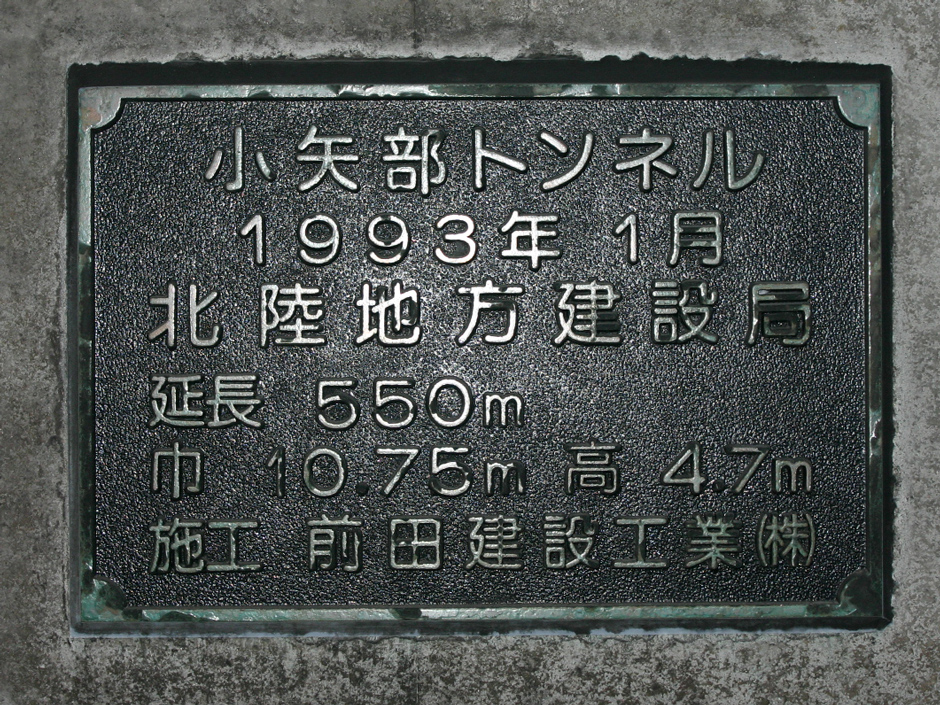 小矢部トンネル
1993年 1月
北陸地方建設局
延長 550m
巾 10.75m 高 4.7m
施工 前田建設工業㈱